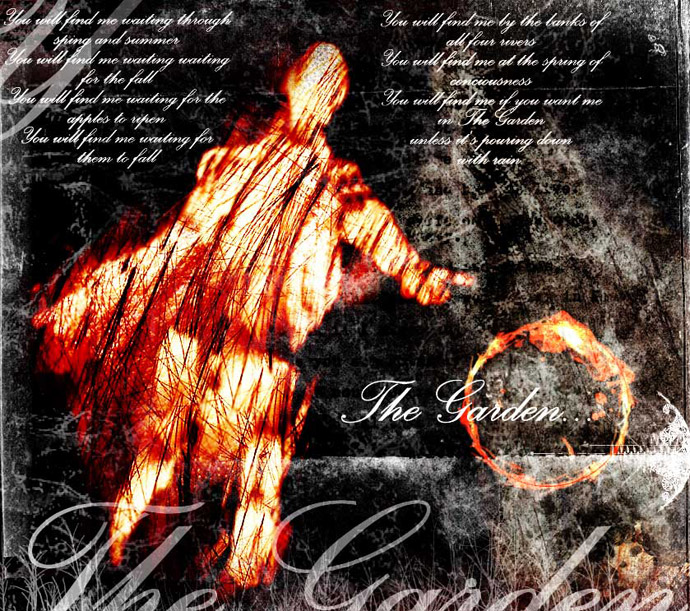 You will find me waiting through
sping and summer
You will find me waiting waiting
for the fall
You will find me waiting for the
apples to ripen
You will find me waiting for
them to fall
You will find me by the banks of
all four rivers
You will find me at the spring of
conciousness
You will find me if you want me
in The Garden
unless it's pouring down
with rain.
The Garden...
The Garden